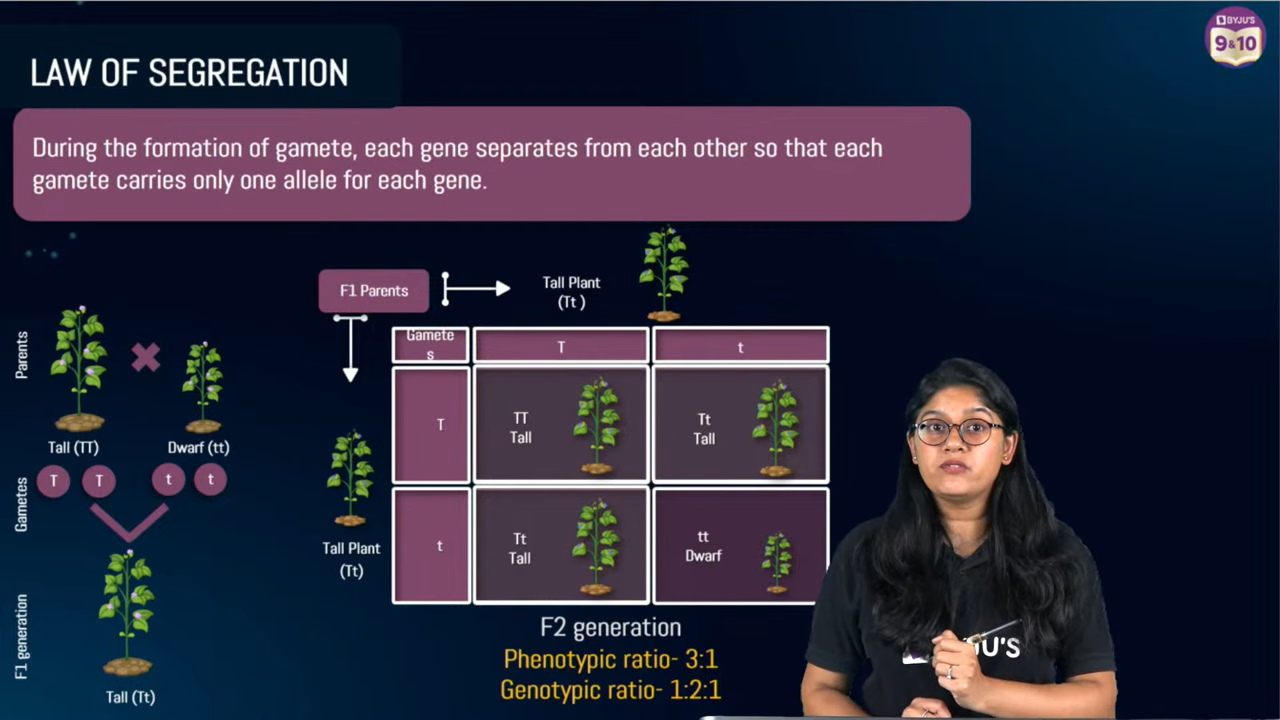 BYJU'S
9&10
LAW OF SEGREGATION
During the formation of gamete, each gene separates from each other so that each
gamete carries only one allele for each gene.
F1 Parents
Tall Plant
(Tt )
Parents
Tall (TT)
Dwarf (tt)
Gametes
T
T
t
t
F1 generation
Tall (Tt)
Tall Plant
(Tt)
Gamete
s
T
t
T
TT
Tall
Tt
Tall
t
Tt
Tall
tt
Dwarf
F2 generation
Phenotypic ratio- 3:1
Genotypic ratio- 1:2:1